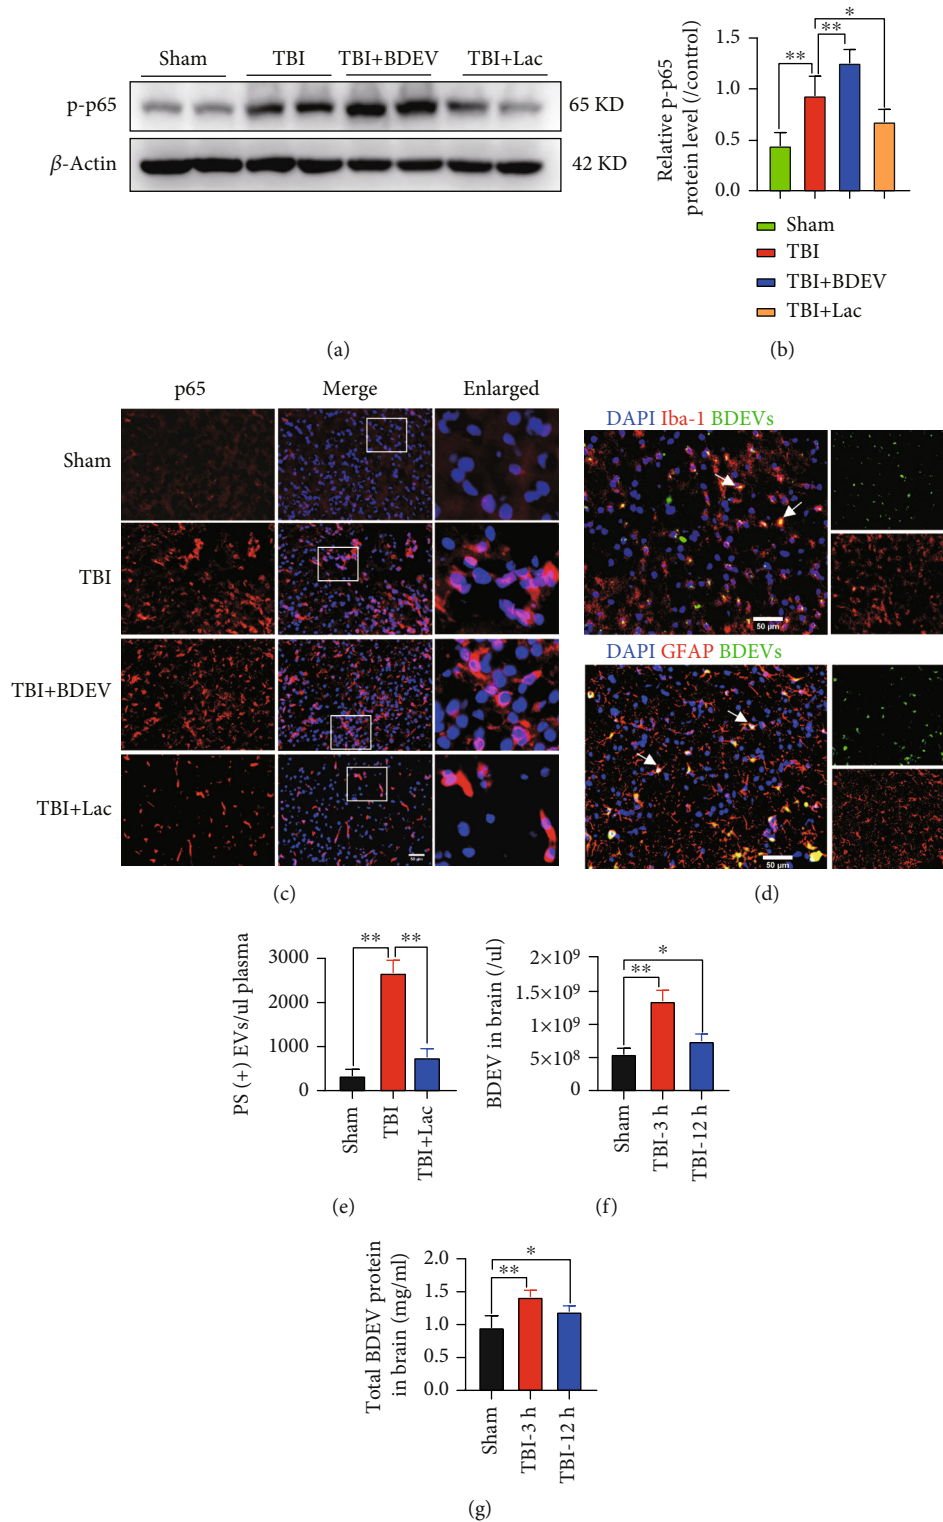 Sham TBI TBI+BDEV TBI+Lac
p-p65 65 KD
β-Actin 42 KD
(a)
Relative p-p65
protein level (/control)
1.5
1.0
0.5
0.0
** ** *
Sham
TBI
TBI+BDEV
TBI+Lac
(b)
p65 Merge Enlarged
Sham
TBI
TBI+BDEV
TBI+Lac
50 μm
(c)
DAPI Iba-1 BDEVs
50 μm
DAPI GFAP BDEVs
50 μm
(d)
PS (+) EVs/ul plasma
3000
2000
1000
0
** **
Sham
TBI
TBI+Lac
(e)
BDEV in brain (/ul)
2×10⁹
1.5×10⁹
1×10⁹
5×10⁸
0
** *
Sham
TBI-3 h
TBI-12 h
(f)
Total BDEV protein
in brain (mg/ml)
2.0
1.5
1.0
0.5
0.0
** *
Sham
TBI-3 h
TBI-12 h
(g)